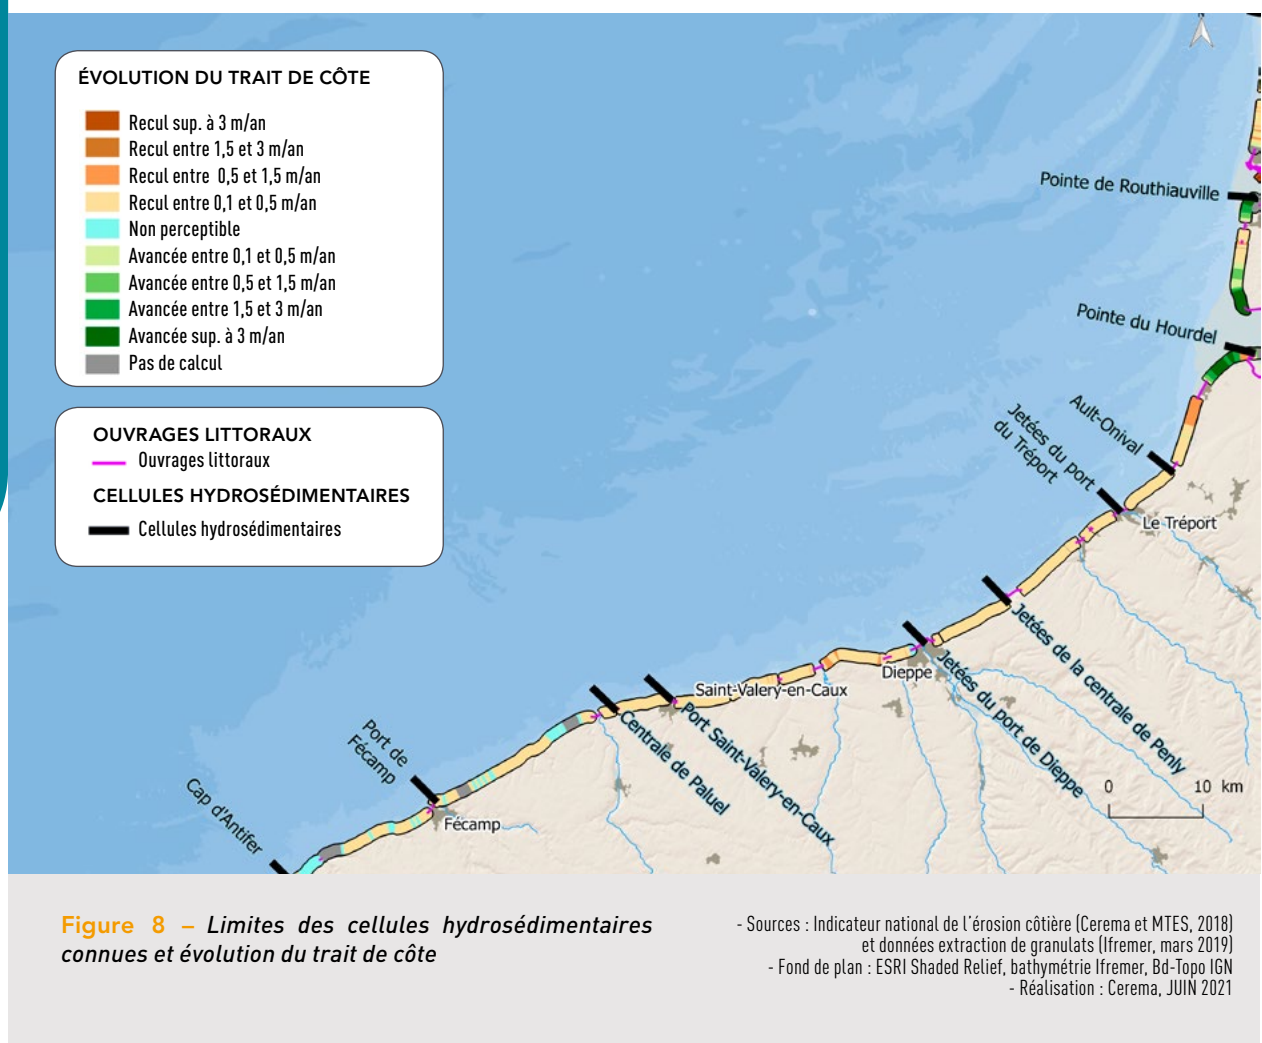 ÉVOLUTION DU TRAIT DE CÔTE
Recul sup. à 3 m/an
Recul entre 1,5 et 3 m/an
Recul entre 0,5 et 1,5 m/an
Recul entre 0,1 et 0,5 m/an
Non perceptible
Avancée entre 0,1 et 0,5 m/an
Avancée entre 0,5 et 1,5 m/an
Avancée entre 1,5 et 3 m/an
Avancée sup. à 3 m/an
Pas de calcul
OUVRAGES LITTORAUX
Ouvrages littoraux
CELLULES HYDROSÉDIMENTAIRES
Cellules hydrosédimentaires
Pointe de Routhiauville
Pointe du Hourdel
Ault-Onival
Jetées du port
du Tréport
Le Tréport
Jetées de la centrale de Penly
Jetées du port de Dieppe
Dieppe
Saint-Valery-en-Caux
Port Saint-Valery-en-Caux
Centrale de Paluel
Port de
Fécamp
Fécamp
Cap d'Antifer
0 10 km
Figure 8 – Limites des cellules hydrosédimentaires
connues et évolution du trait de côte
- Sources : Indicateur national de l'érosion côtière (Cerema et MTES, 2018)
et données extraction de granulats (Ifremer, mars 2019)
- Fond de plan : ESRI Shaded Relief, bathymétrie Ifremer, Bd-Topo IGN
- Réalisation : Cerema, JUIN 2021